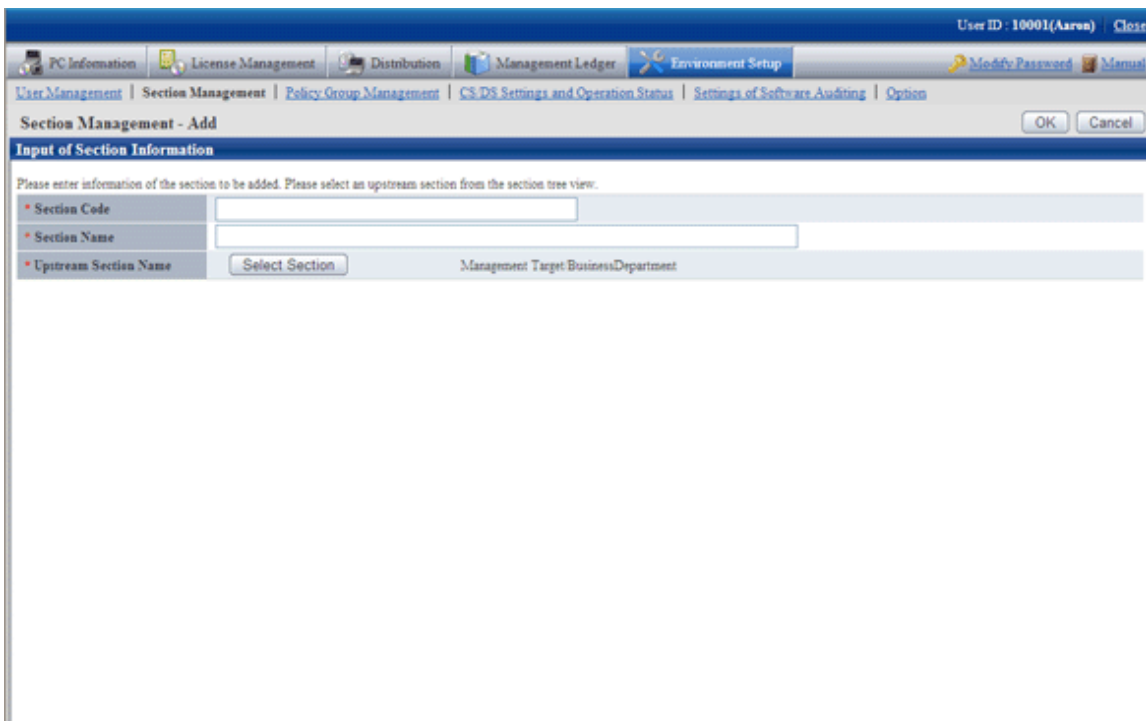 User ID : 10001(Aaron) Close
PC Information License Management Distribution Management Ledger Environment Setup Modify Password Manual
User Management | Section Management | Policy Group Management | CS/DS Settings and Operation Status | Settings of Software Auditing | Option
Section Management - Add OK Cancel
Input of Section Information
Please enter information of the section to be added. Please select an upstream section from the section tree view.
* Section Code
* Section Name
* Upstream Section Name Select Section Management Target/BusinessDepartment